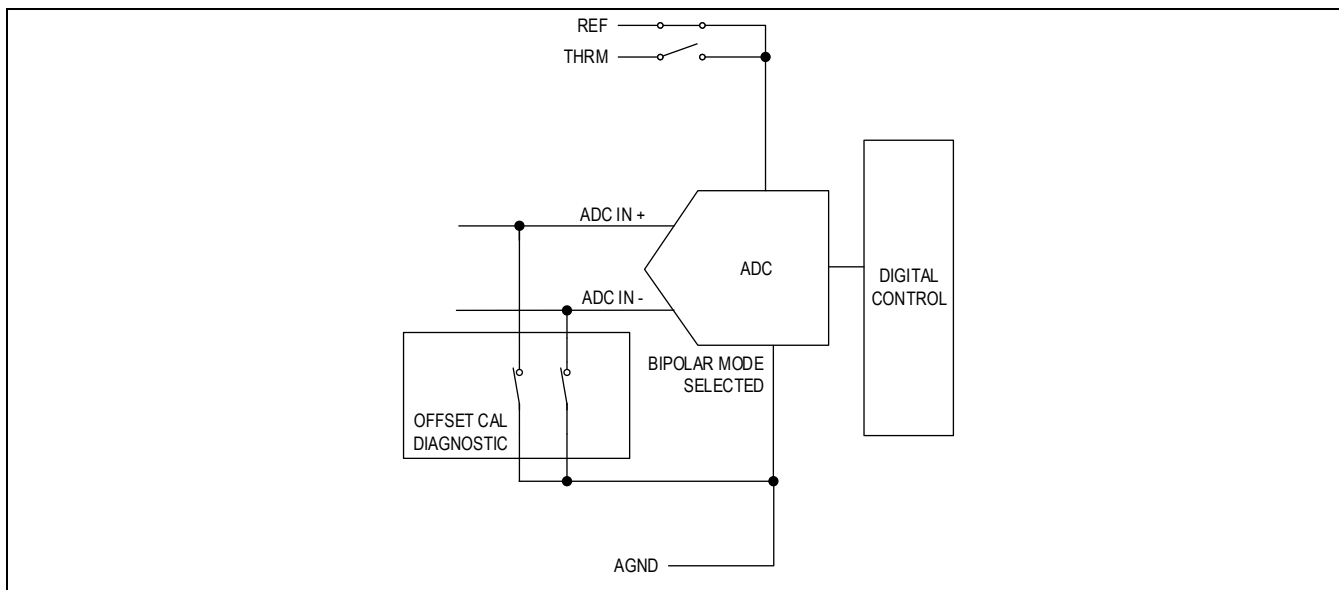 REF
THRM
ADC IN +
ADC
DIGITAL
CONTROL
ADC IN -
BIPOLAR MODE
SELECTED
OFFSET CAL
DIAGNOSTIC
AGND